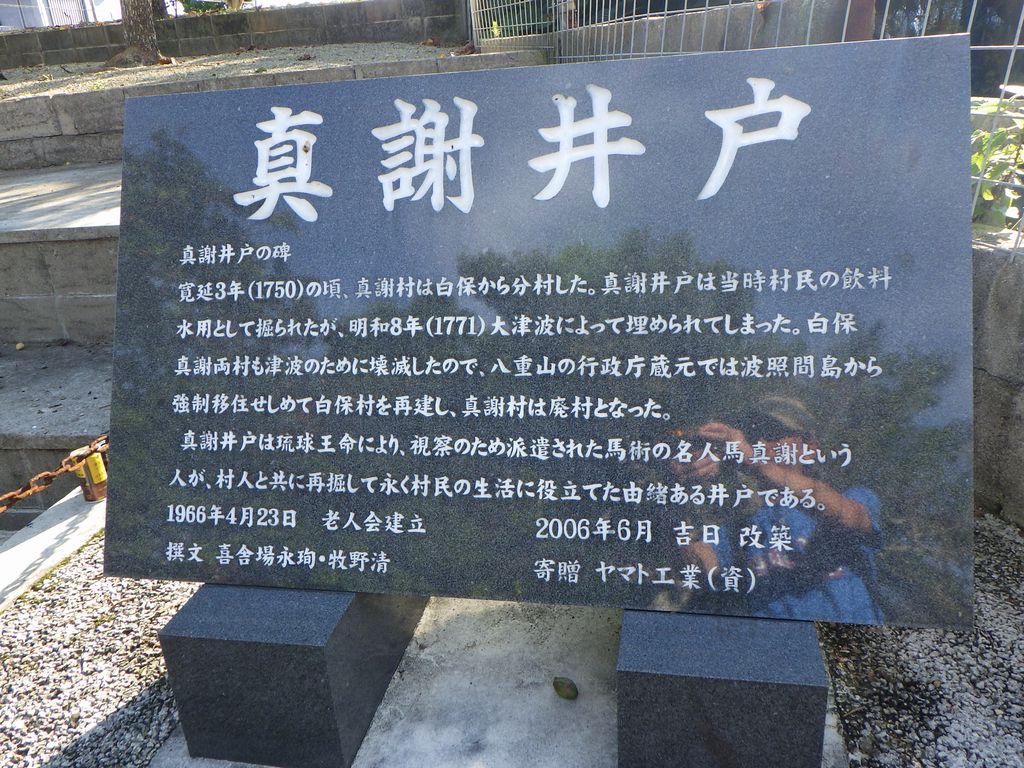 真謝井戸
真謝井戸の碑
寛延3年(1750)の頃、真謝村は白保から分村した。真謝井戸は当時村民の飲料
水用として掘られたが、明和8年(1771)大津波によって埋められてしまった。白保
真謝両村も津波のために壊滅したので、八重山の行政庁蔵元では波照間島から
強制移住せしめて白保村を再建し、真謝村は廃村となった。
真謝井戸は琉球王命により、視察のため派遣された馬術の名人馬真謝という
人が、村人と共に再掘して永く村民の生活に役立てた由緒ある井戸である。
1966年4月23日 老人会建立
2006年6月 吉日 改築
撰文 喜舎場永珣・牧野清
寄贈 ヤマト工業(資)